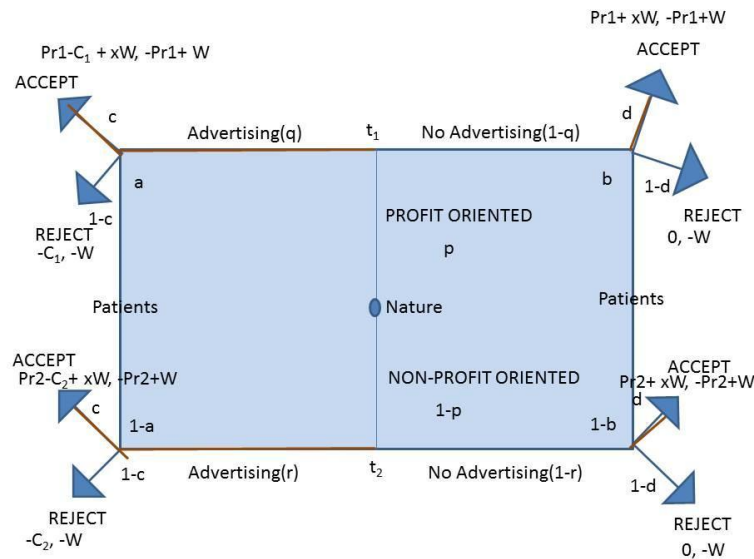 Pr1+ xW, -Pr1+W
Pr1-C₁ + xW, -Pr1+ W
ACCEPT
ACCEPT
c
d
Advertising(q)
t₁
No Advertising(1-q)
a
b
1-d
1-c
PROFIT ORIENTED
REJECT
REJECT
-C₁, -W
0, -W
p
Patients
Nature
Patients
ACCEPT
ACCEPT
Pr2-C₂+ xW, -Pr2+W
NON-PROFIT ORIENTED
Pr2+ xW, -Pr2+W
c
d
1-p
1-a
1-b
1-c
Advertising(r)
t₂
No Advertising(1-r)
1-d
REJECT
REJECT
-C₂, -W
0, -W